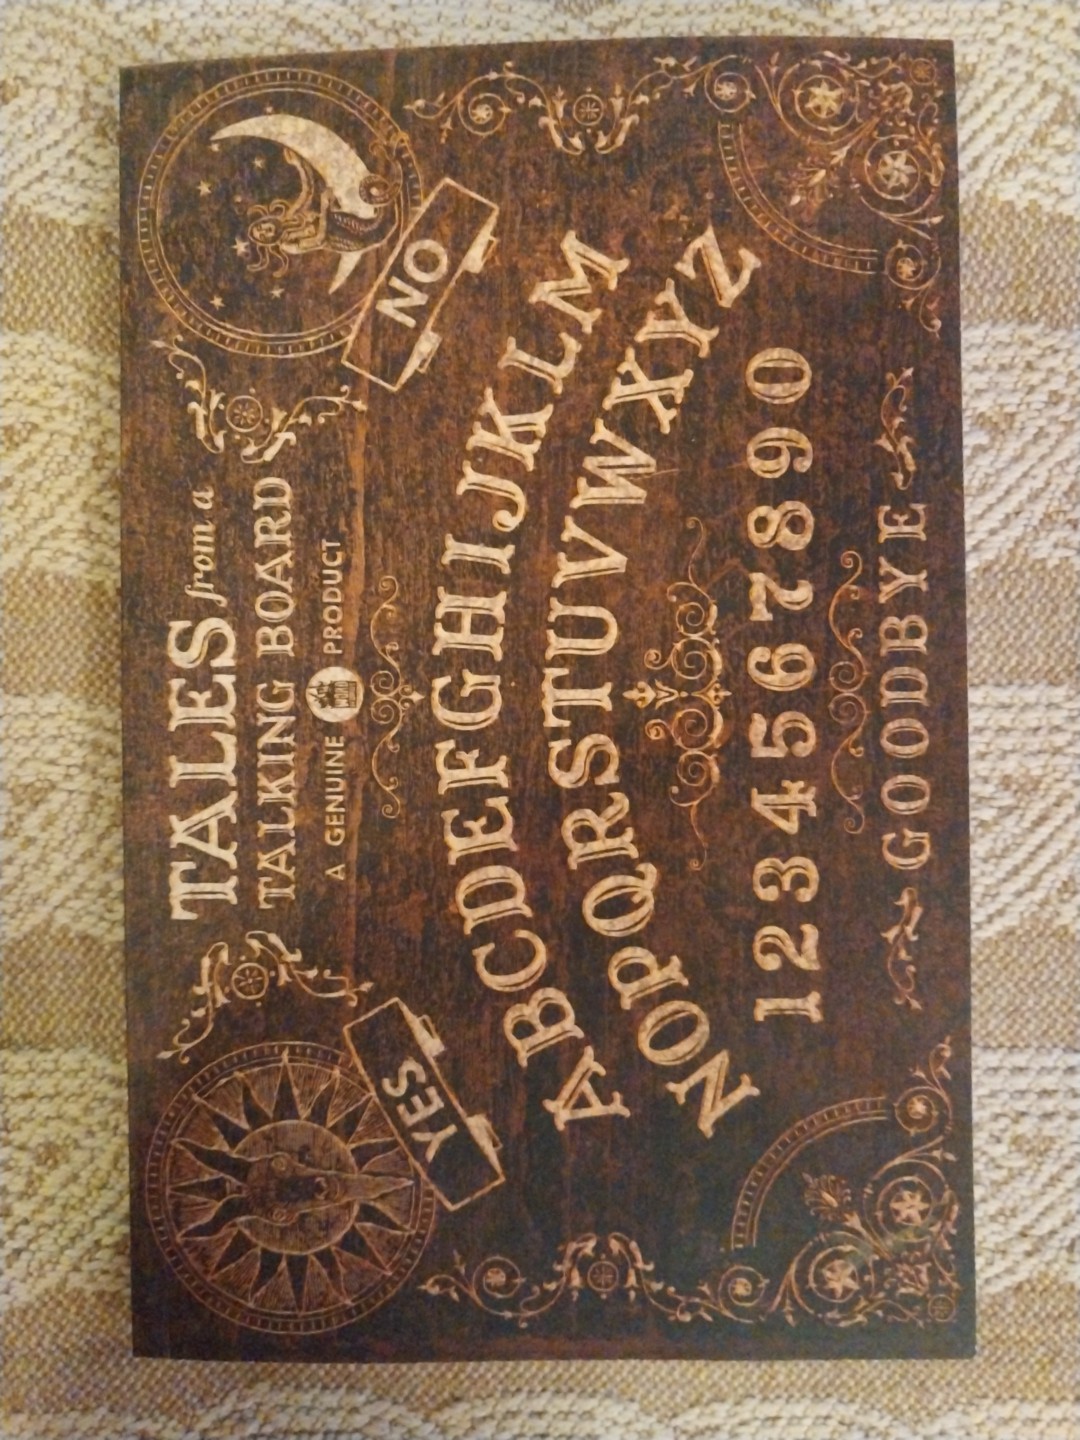 TALES from a
TALKING BOARD
A GENUINE PRODUCT
YES
NO
ABCDEFGHIJKLM
NOPQRSTUVWXYZ
1234567890
GOODBYE